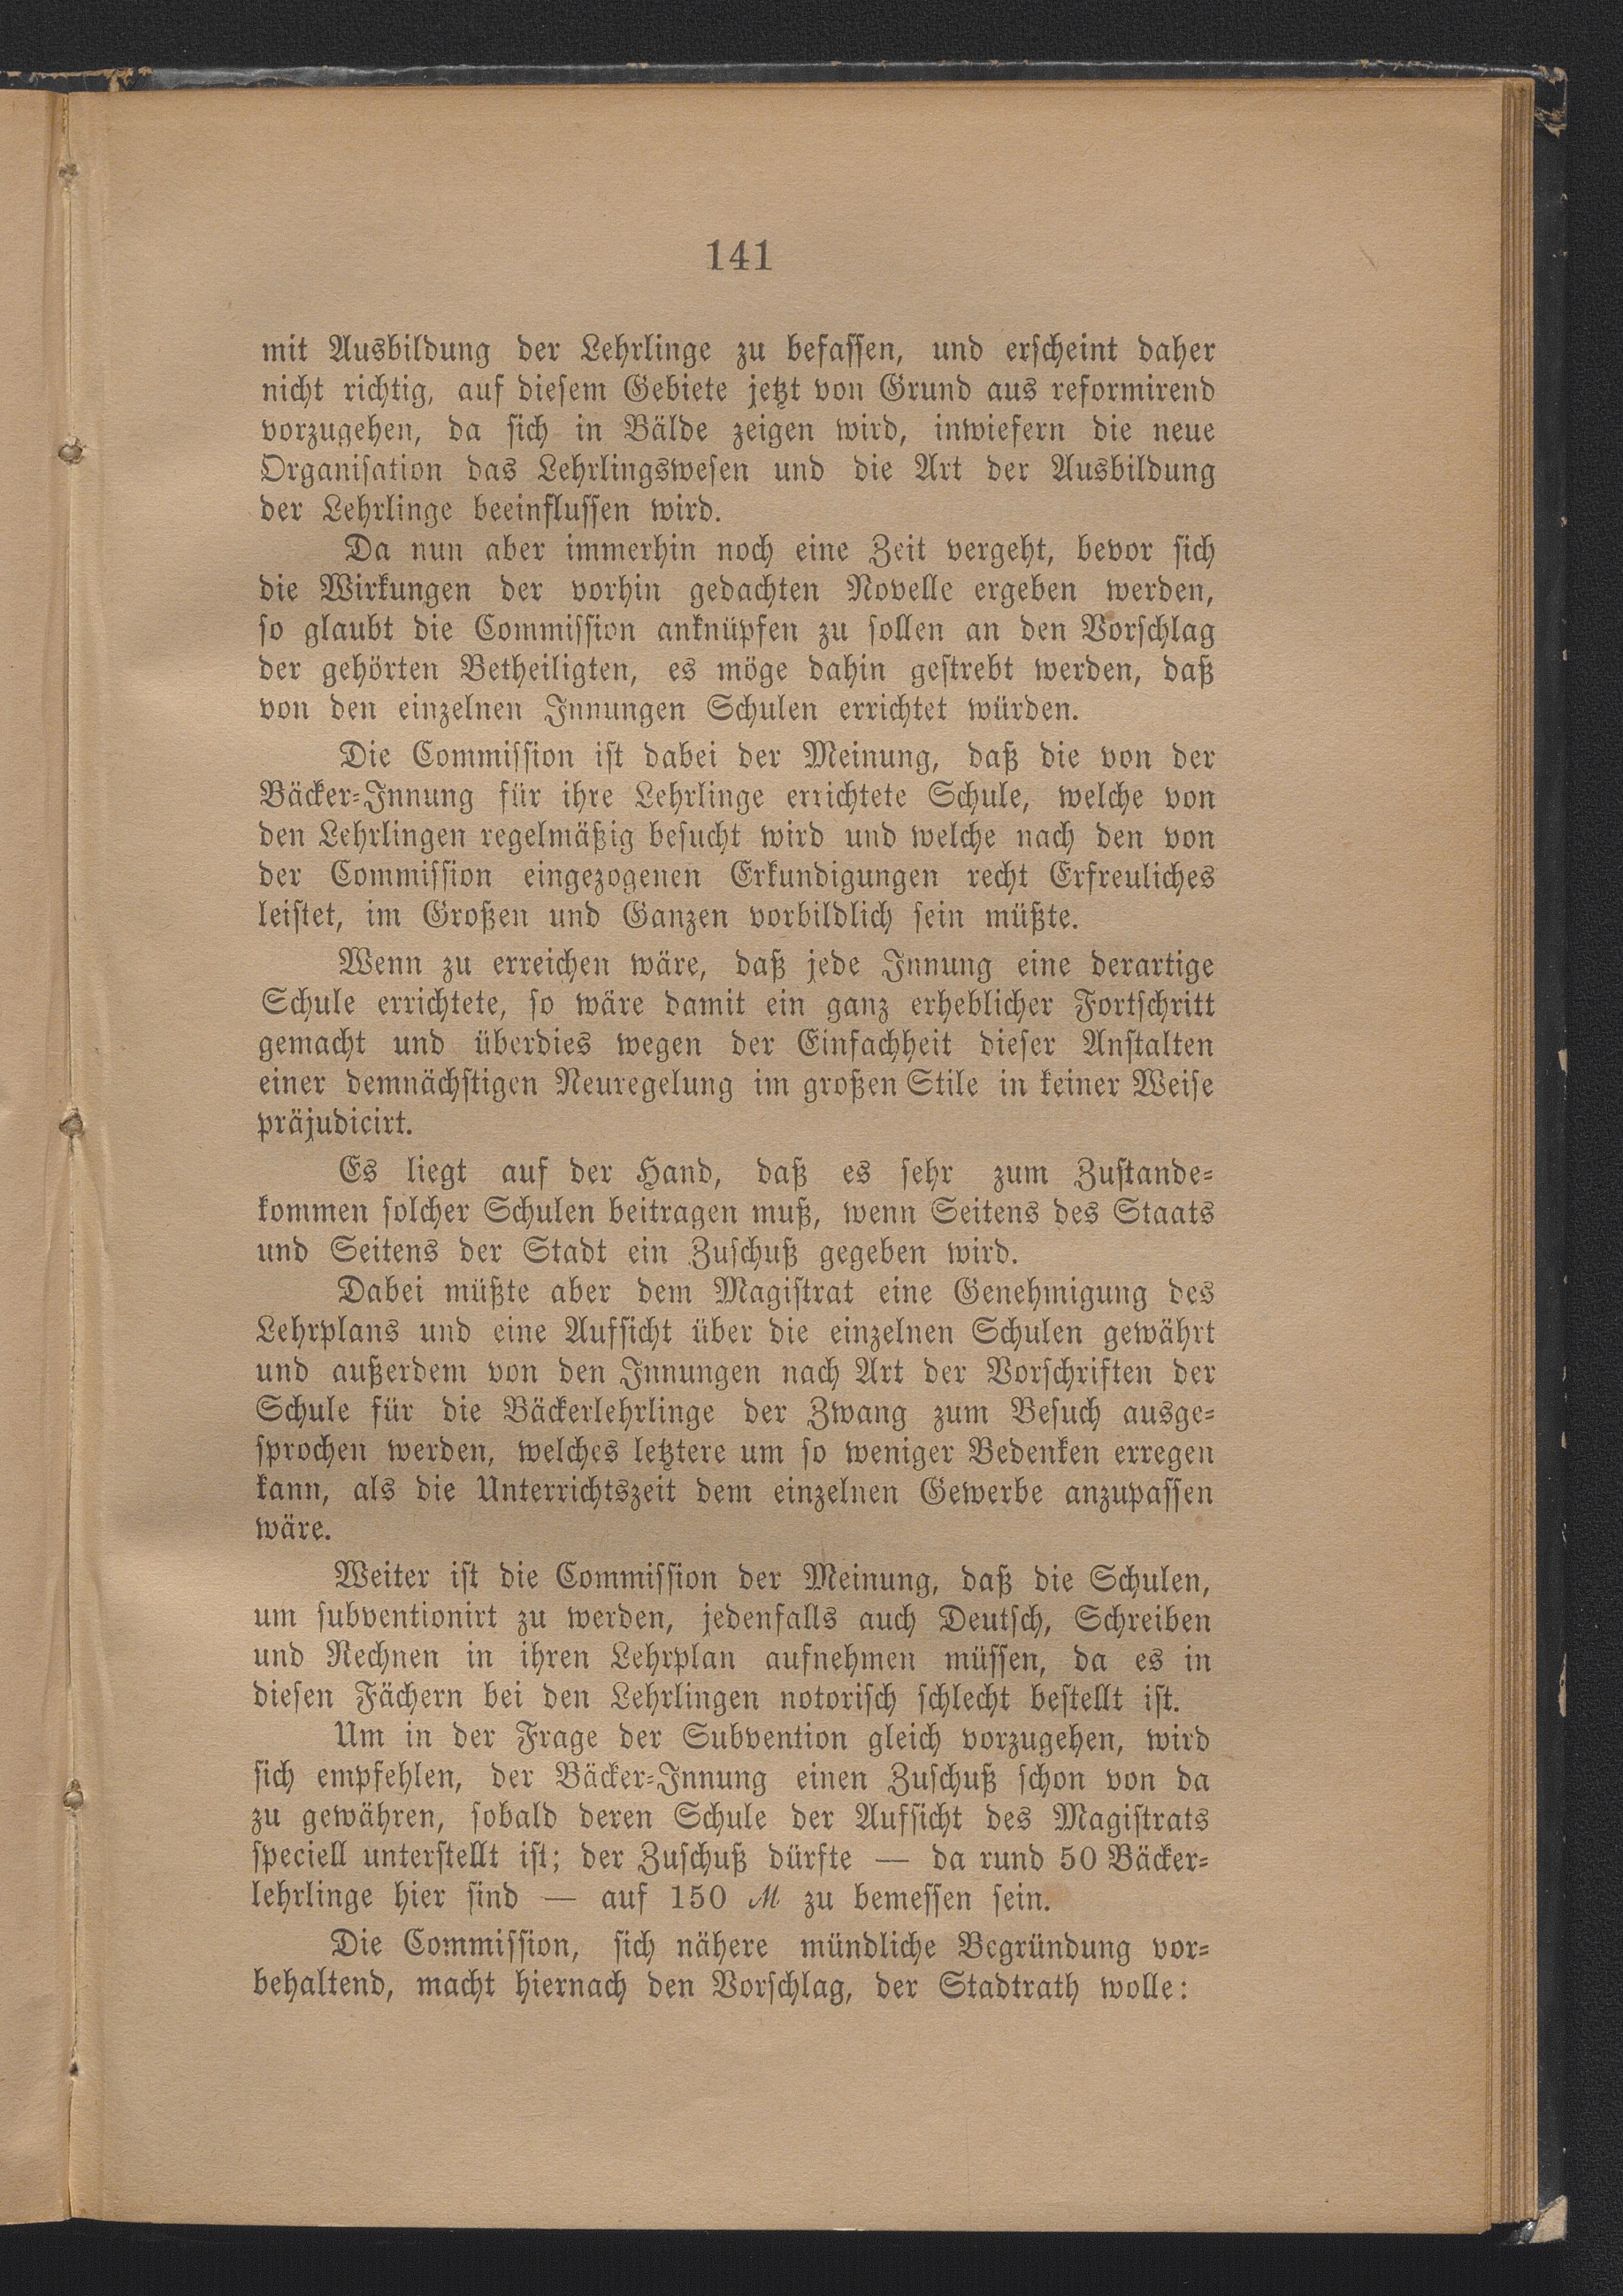 141
mit Ausbildung der Lehrlinge zu befassen, und erscheint daher
nicht richtig, auf diesem Gebiete jetzt von Grund aus reformirend
vorzugehen, da sich in Bälde zeigen wird, inwiefern die neue
Organisation das Lehrlingswesen und die Art der Ausbildung
der Lehrlinge beeinflussen wird.
Da nun aber immerhin noch eine Zeit vergeht, bevor sich
die Wirkungen der vorhin gedachten Novelle ergeben werden,
so glaubt die Commission anknüpfen zu sollen an den Vorschlag
der gehörten Betheiligten, es möge dahin gestrebt werden, daß
von den einzelnen Innungen Schulen errichtet würden.
Die Commission ist dabei der Meinung, daß die von der
Bäcker-Innung für ihre Lehrlinge errichtete Schule, welche von
den Lehrlingen regelmäßig besucht wird und welche nach den von
der Commission eingezogenen Erkundigungen recht Erfreuliches
leistet, im Großen und Ganzen vorbildlich sein müßte.
Wenn zu erreichen wäre, daß jede Innung eine derartige
Schule errichtete, so wäre damit ein ganz erheblicher Fortschritt
gemacht und überdies wegen der Einfachheit dieser Anstalten
einer demnächstigen Neuregelung im großen Stile in keiner Weise
präjudicirt.
Es liegt auf der Hand, daß es sehr zum Zustande-
kommen solcher Schulen beitragen muß, wenn Seitens des Staats
und Seitens der Stadt ein Zuschuß gegeben wird.
Dabei müßte aber dem Magistrat eine Genehmigung des
Lehrplans und eine Aufsicht über die einzelnen Schulen gewährt
und außerdem von den Innungen nach Art der Vorschriften der
Schule für die Bäckerlehrlinge der Zwang zum Besuch ausge-
sprochen werden, welches letztere um so weniger Bedenken erregen
kann, als die Unterrichtszeit dem einzelnen Gewerbe anzupassen
wäre.
Weiter ist die Commission der Meinung, daß die Schulen,
um subventionirt zu werden, jedenfalls auch Deutsch, Schreiben
und Rechnen in ihren Lehrplan aufnehmen müssen, da es in
diesen Fächern bei den Lehrlingen notorisch schlecht bestellt ist.
Um in der Frage der Subvention gleich vorzugehen, wird
sich empfehlen, der Bäcker-Innung einen Zuschuß schon von da
zu gewähren, sobald deren Schule der Aufsicht des Magistrats
speciell unterstellt ist; der Zuschuß dürfte — da rund 50 Bäcker-
lehrlinge hier sind — auf 150 ℳ zu bemessen sein.
Die Commission, sich nähere mündliche Begründung vor-
behaltend, macht hiernach den Vorschlag, der Stadtrath wolle: